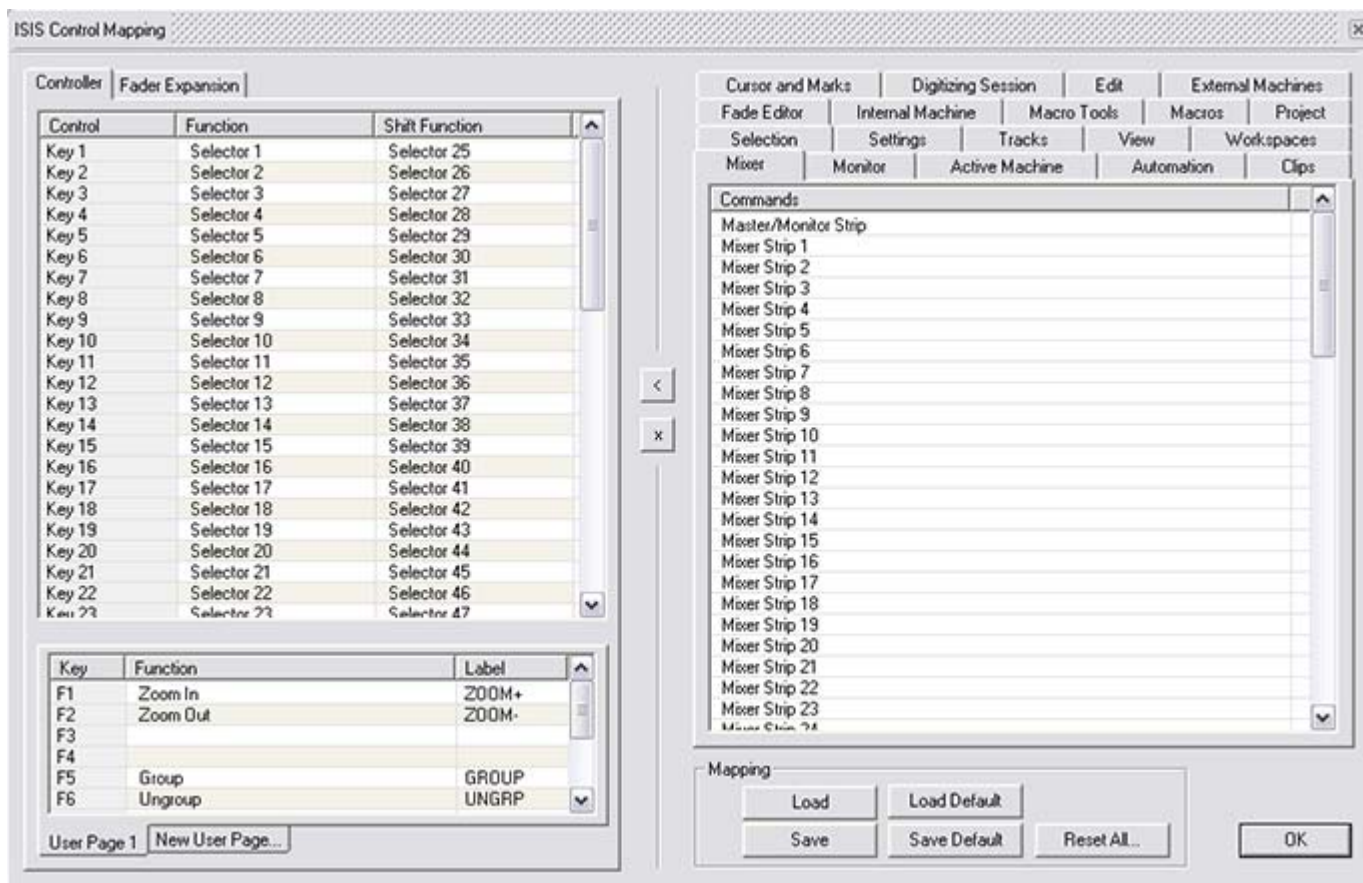 ISIS Control Mapping
Controller Fader Expansion
Control Function Shift Function
Key 1 Selector 1 Selector 25
Key 2 Selector 2 Selector 26
Key 3 Selector 3 Selector 27
Key 4 Selector 4 Selector 28
Key 5 Selector 5 Selector 29
Key 6 Selector 6 Selector 30
Key 7 Selector 7 Selector 31
Key 8 Selector 8 Selector 32
Key 9 Selector 9 Selector 33
Key 10 Selector 10 Selector 34
Key 11 Selector 11 Selector 35
Key 12 Selector 12 Selector 36
Key 13 Selector 13 Selector 37
Key 14 Selector 14 Selector 38
Key 15 Selector 15 Selector 39
Key 16 Selector 16 Selector 40
Key 17 Selector 17 Selector 41
Key 18 Selector 18 Selector 42
Key 19 Selector 19 Selector 43
Key 20 Selector 20 Selector 44
Key 21 Selector 21 Selector 45
Key 22 Selector 22 Selector 46
Key 23 Selector 23 Selector 47
Key Function Label
F1 Zoom In ZOOM+
F2 Zoom Out ZOOM-
F3
F4
F5 Group GROUP
F6 Ungroup UNGRP
User Page 1 New User Page...
<
x
Cursor and Marks Digitizing Session Edit External Machines
Fade Editor Internal Machine Macro Tools Macros Project
Selection Settings Tracks View Workspaces
Mixer Monitor Active Machine Automation Clips
Commands
Master/Monitor Strip
Mixer Strip 1
Mixer Strip 2
Mixer Strip 3
Mixer Strip 4
Mixer Strip 5
Mixer Strip 6
Mixer Strip 7
Mixer Strip 8
Mixer Strip 9
Mixer Strip 10
Mixer Strip 11
Mixer Strip 12
Mixer Strip 13
Mixer Strip 14
Mixer Strip 15
Mixer Strip 16
Mixer Strip 17
Mixer Strip 18
Mixer Strip 19
Mixer Strip 20
Mixer Strip 21
Mixer Strip 22
Mixer Strip 23
Mixer Strip 24
Mapping
Load Load Default
Save Save Default Reset All... OK